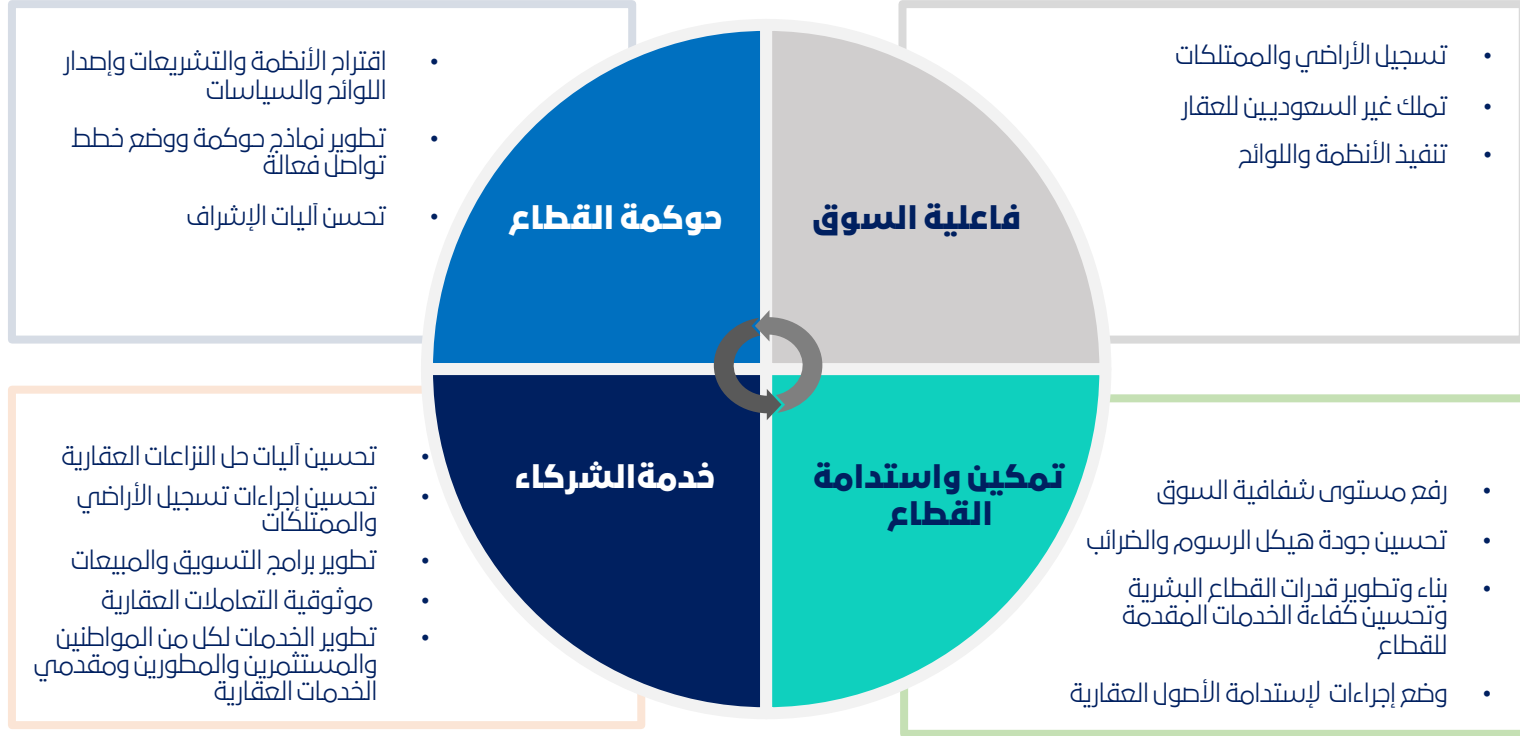 فاعلية السوق
تسجيل الأراضي والممتلكات
تملك غير السعوديين للعقار
تنفيذ الأنظمة واللوائح
حوكمة القطاع
اقتراح الأنظمة والتشريعات وإصدار
اللوائح والسياسات
تطوير نماذج حوكمة ووضع خطط
تواصل فعالة
تحسن آليات الإشراف
تمكين واستدامة
القطاع
رفع مستوى شفافية السوق
تحسين جودة هيكل الرسوم والضرائب
بناء وتطوير قدرات القطاع البشرية
وتحسين كفاءة الخدمات المقدمة
للقطاع
وضع إجراءات لإستدامة الأصول العقارية
خدمةالشركاء
تحسين آليات حل النزاعات العقارية
تحسين إجراءات تسجيل الأراضي
والممتلكات
تطوير برامج التسويق والمبيعات
موثوقية التعاملات العقارية
تطوير الخدمات لكل من المواطنين
والمستثمرين والمطورين ومقدمي
الخدمات العقارية